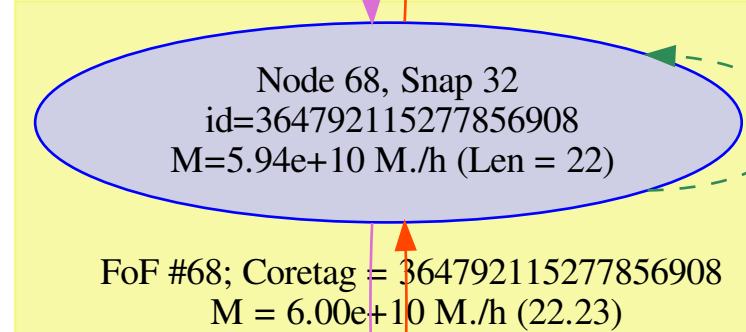 Node 68, Snap 32
id=364792115277856908
M=5.94e+10 M./h (Len = 22)
FoF #68; Coretag = 364792115277856908
M = 6.00e+10 M./h (22.23)